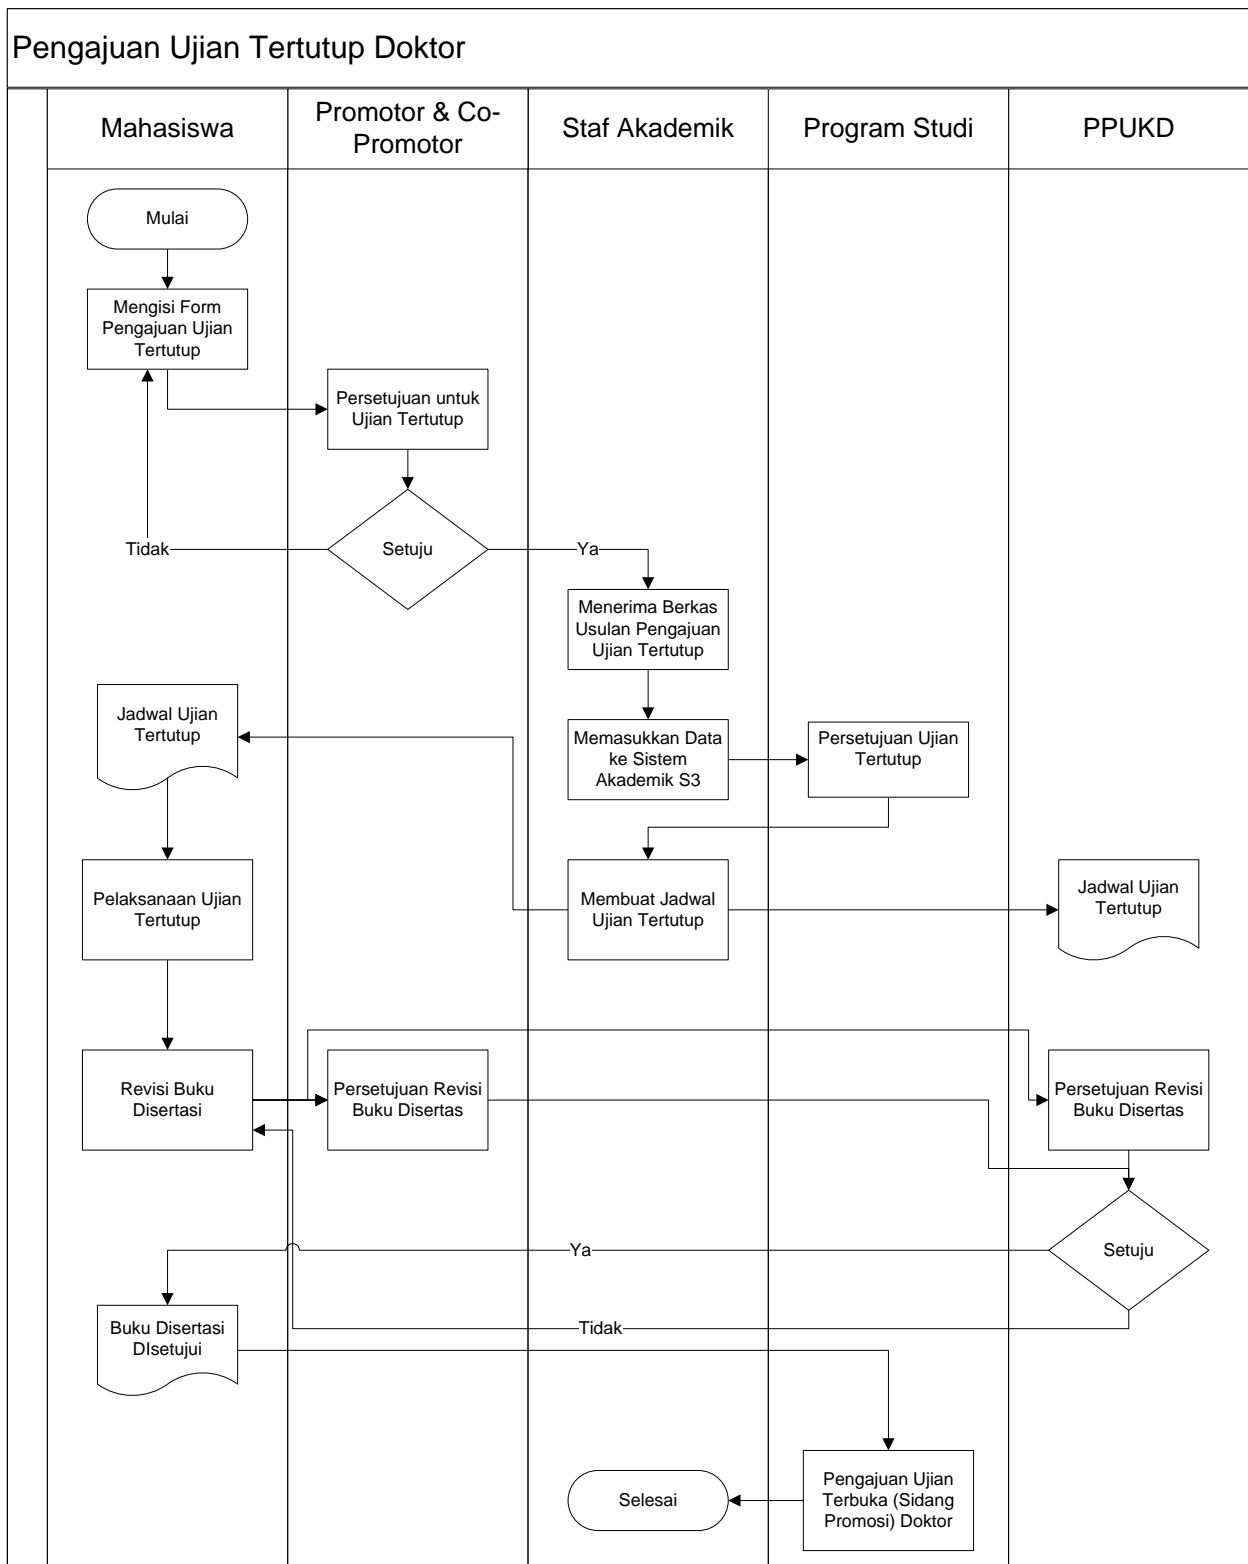 Pengajuan Ujian Tertutup Doktor
Mahasiswa
Promotor & Co-
Promotor
Staf Akademik
Program Studi
PPUKD
Mulai
Mengisi Form
Pengajuan Ujian
Tertutup
Persetujuan untuk
Ujian Tertutup
Setuju
Tidak
Ya
Menerima Berkas
Usulan Pengajuan
Ujian Tertutup
Jadwal Ujian
Tertutup
Memasukkan Data
ke Sistem
Akademik S3
Persetujuan Ujian
Tertutup
Pelaksanaan Ujian
Tertutup
Membuat Jadwal
Ujian Tertutup
Jadwal Ujian
Tertutup
Revisi Buku
Disertasi
Persetujuan Revisi
Buku Disertas
Persetujuan Revisi
Buku Disertas
Setuju
Ya
Tidak
Buku Disertasi
DIsetujui
Pengajuan Ujian
Terbuka (Sidang
Promosi) Doktor
Selesai